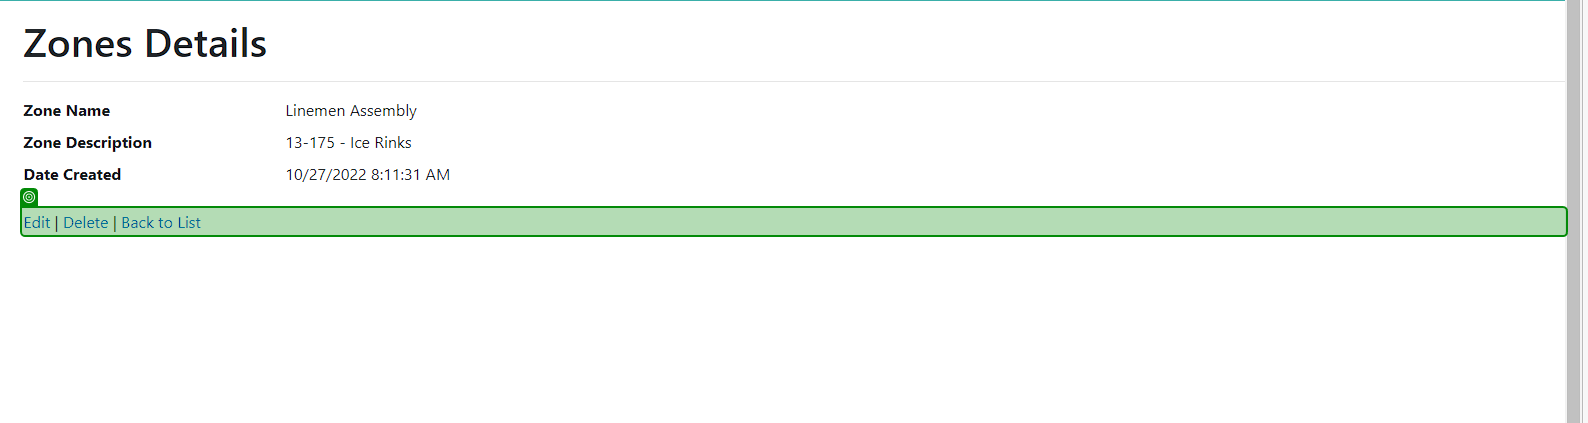 Zones Details
Zone Name Linemen Assembly
Zone Description 13-175 - Ice Rinks
Date Created 10/27/2022 8:11:31 AM
Edit | Delete | Back to List